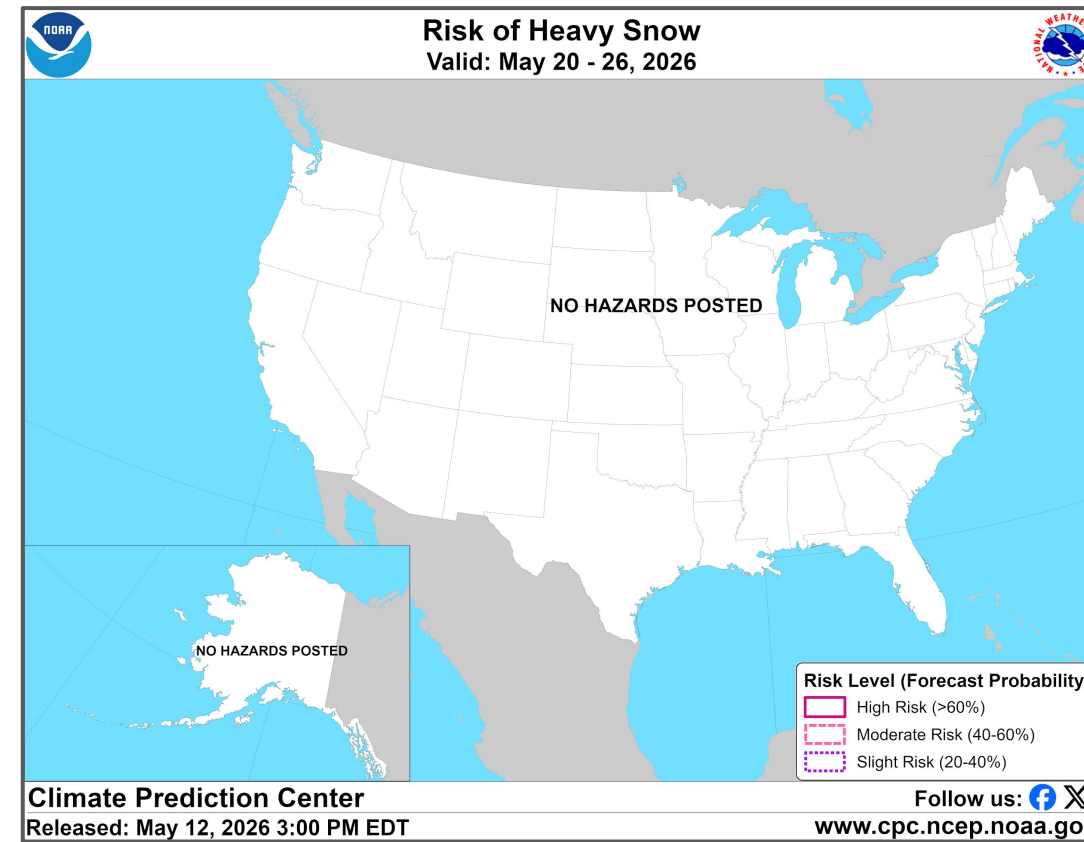 NOAA
Risk of Heavy Snow
Valid: May 20 - 26, 2026
NO HAZARDS POSTED
NO HAZARDS POSTED
Risk Level (Forecast Probability
High Risk (>60%)
Moderate Risk (40-60%)
Slight Risk (20-40%)
Climate Prediction Center
Follow us:
Released: May 12, 2026 3:00 PM EDT
www.cpc.ncep.noaa.go